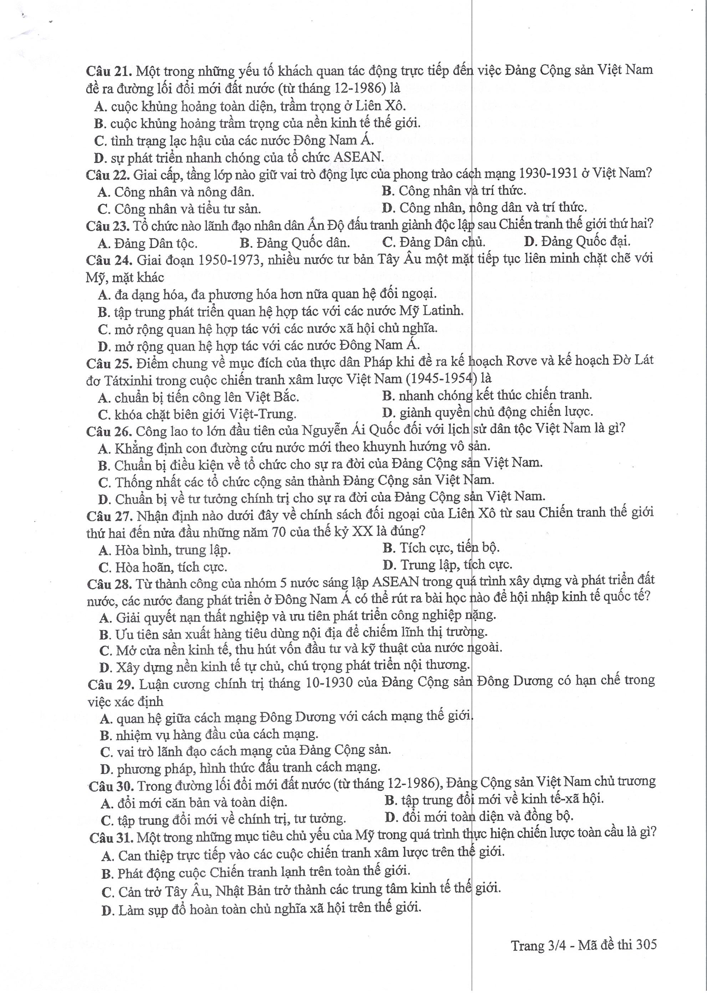 Câu 21. Một trong những yếu tố khách quan tác động trực tiếp đến việc Đảng Cộng sản Việt Nam
đề ra đường lối đổi mới đất nước (từ tháng 12-1986) là
A. cuộc khủng hoảng toàn diện, trầm trọng ở Liên Xô.
B. cuộc khủng hoảng trầm trọng của nền kinh tế thế giới.
C. tình trạng lạc hậu của các nước Đông Nam Á.
D. sự phát triển nhanh chóng của tổ chức ASEAN.
Câu 22. Giai cấp, tầng lớp nào giữ vai trò động lực của phong trào cách mạng 1930-1931 ở Việt Nam?
A. Công nhân và nông dân. B. Công nhân và trí thức.
C. Công nhân và tiểu tư sản. D. Công nhân, nông dân và trí thức.
Câu 23. Tổ chức nào lãnh đạo nhân dân Ấn Độ đấu tranh giành độc lập sau Chiến tranh thế giới thứ hai?
A. Đảng Dân tộc. B. Đảng Quốc dân. C. Đảng Dân chủ. D. Đảng Quốc đại.
Câu 24. Giai đoạn 1950-1973, nhiều nước tư bản Tây Âu một mặt tiếp tục liên minh chặt chẽ với
Mỹ, mặt khác
A. đa dạng hóa, đa phương hóa hơn nữa quan hệ đối ngoại.
B. tập trung phát triển quan hệ hợp tác với các nước Mỹ Latinh.
C. mở rộng quan hệ hợp tác với các nước xã hội chủ nghĩa.
D. mở rộng quan hệ hợp tác với các nước Đông Nam Á.
Câu 25. Điểm chung về mục đích của thực dân Pháp khi đề ra kế hoạch Rơve và kế hoạch Đờ Lát
đơ Tátxinhi trong cuộc chiến tranh xâm lược Việt Nam (1945-1954) là
A. chuẩn bị tiến công lên Việt Bắc. B. nhanh chóng kết thúc chiến tranh.
C. khóa chặt biên giới Việt-Trung. D. giành quyền chủ động chiến lược.
Câu 26. Công lao to lớn đầu tiên của Nguyễn Ái Quốc đối với lịch sử dân tộc Việt Nam là gì?
A. Khẳng định con đường cứu nước mới theo khuynh hướng vô sản.
B. Chuẩn bị điều kiện về tổ chức cho sự ra đời của Đảng Cộng sản Việt Nam.
C. Thống nhất các tổ chức cộng sản thành Đảng Cộng sản Việt Nam.
D. Chuẩn bị về tư tưởng chính trị cho sự ra đời của Đảng Cộng sản Việt Nam.
Câu 27. Nhận định nào dưới đây về chính sách đối ngoại của Liên Xô từ sau Chiến tranh thế giới
thứ hai đến nửa đầu những năm 70 của thế kỷ XX là đúng?
A. Hòa bình, trung lập. B. Tích cực, tiến bộ.
C. Hòa hoãn, tích cực. D. Trung lập, tích cực.
Câu 28. Từ thành công của nhóm 5 nước sáng lập ASEAN trong quá trình xây dựng và phát triển đất
nước, các nước đang phát triển ở Đông Nam Á có thể rút ra bài học nào để hội nhập kinh tế quốc tế?
A. Giải quyết nạn thất nghiệp và ưu tiên phát triển công nghiệp nặng.
B. Ưu tiên sản xuất hàng tiêu dùng nội địa để chiếm lĩnh thị trường.
C. Mở cửa nền kinh tế, thu hút vốn đầu tư và kỹ thuật của nước ngoài.
D. Xây dựng nền kinh tế tự chủ, chú trọng phát triển nội thương.
Câu 29. Luận cương chính trị tháng 10-1930 của Đảng Cộng sản Đông Dương có hạn chế trong
việc xác định
A. quan hệ giữa cách mạng Đông Dương với cách mạng thế giới.
B. nhiệm vụ hàng đầu của cách mạng.
C. vai trò lãnh đạo cách mạng của Đảng Cộng sản.
D. phương pháp, hình thức đấu tranh cách mạng.
Câu 30. Trong đường lối đổi mới đất nước (từ tháng 12-1986), Đảng Cộng sản Việt Nam chủ trương
A. đổi mới căn bản và toàn diện. B. tập trung đổi mới về kinh tế-xã hội.
C. tập trung đổi mới về chính trị, tư tưởng. D. đổi mới toàn diện và đồng bộ.
Câu 31. Một trong những mục tiêu chủ yếu của Mỹ trong quá trình thực hiện chiến lược toàn cầu là gì?
A. Can thiệp trực tiếp vào các cuộc chiến tranh xâm lược trên thế giới.
B. Phát động cuộc Chiến tranh lạnh trên toàn thế giới.
C. Cản trở Tây Âu, Nhật Bản trở thành các trung tâm kinh tế thế giới.
D. Làm sụp đổ hoàn toàn chủ nghĩa xã hội trên thế giới.
Trang 3/4 - Mã đề thi 305